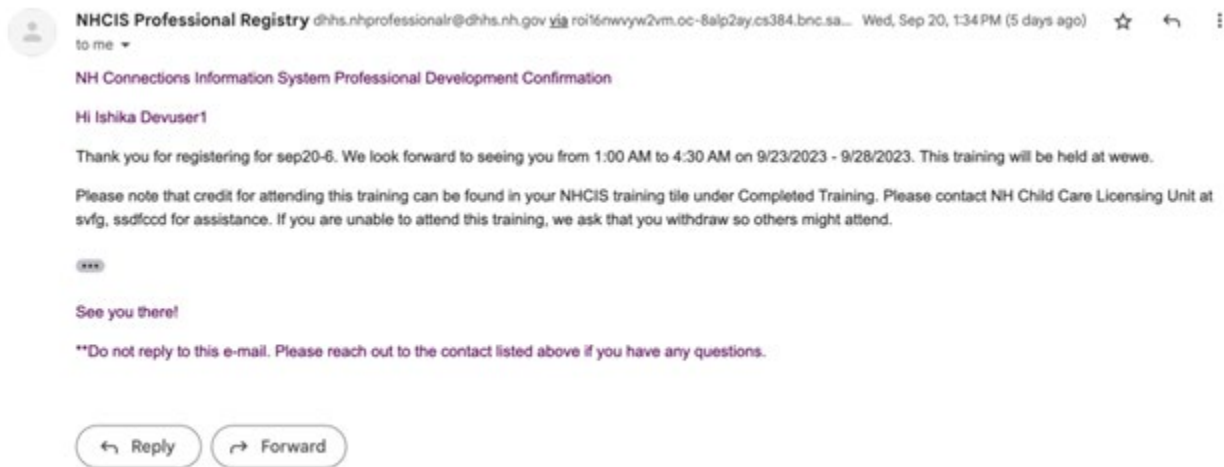 NHCIS Professional Registry dhhs.nhprofessionalr@dhhs.nh.gov via roi16nwvyw2vm.oc-8alp2ay.cs384.bnc.sa... Wed, Sep 20, 1:34 PM (5 days ago)
to me
NH Connections Information System Professional Development Confirmation
Hi Ishika Devuser1
Thank you for registering for sep20-6. We look forward to seeing you from 1:00 AM to 4:30 AM on 9/23/2023 - 9/28/2023. This training will be held at wewe.
Please note that credit for attending this training can be found in your NHCIS training tile under Completed Training. Please contact NH Child Care Licensing Unit at
svfg, ssdfccd for assistance. If you are unable to attend this training, we ask that you withdraw so others might attend.
See you there!
**Do not reply to this e-mail. Please reach out to the contact listed above if you have any questions.
Reply Forward